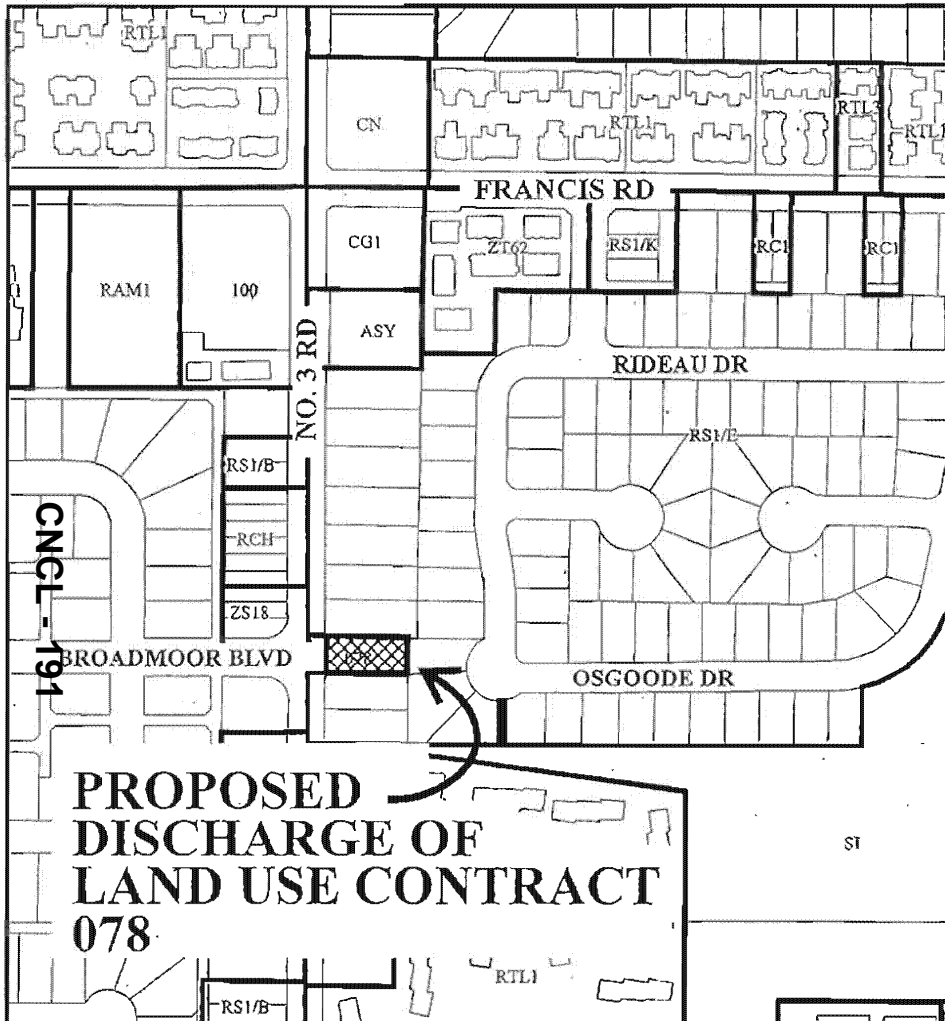 RTL1
CN
RTL1
RTL3
RTL1
FRANCIS RD
CG1
ZT62
RS1/K
RC1
RC1
RAM1
100
ASY
NO. 3 RD
RIDEAU DR
RS1/E
RS1/B
RCH
ZS18
CNCL - 191
BROADMOOR BLVD
OSGOODE DR
PROPOSED
DISCHARGE OF
LAND USE CONTRACT
078
SI
RTL1
RS1/B